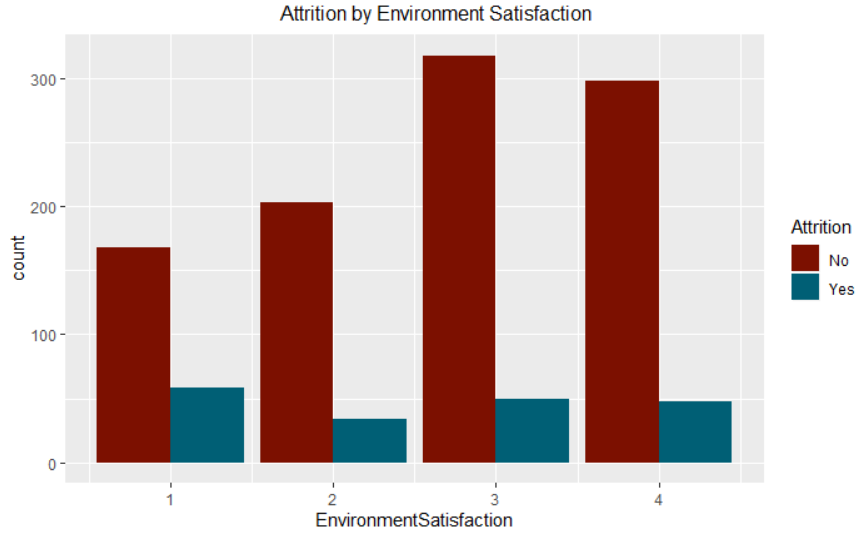 Attrition by Environment Satisfaction
300
200
100
0
count
1 2 3 4
EnvironmentSatisfaction
Attrition
No
Yes